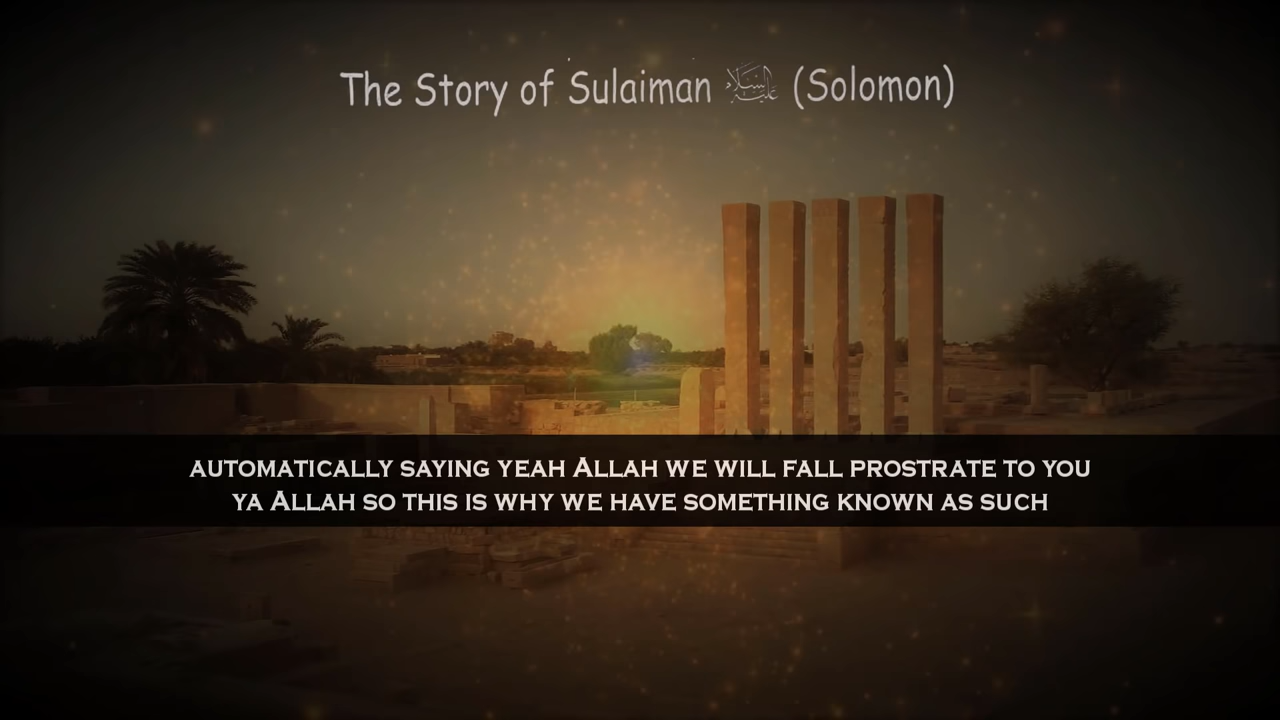 The Story of Sulaiman عليه السلام (Solomon)
AUTOMATICALLY SAYING YEAH ALLAH WE WILL FALL PROSTRATE TO YOU
YA ALLAH SO THIS IS WHY WE HAVE SOMETHING KNOWN AS SUCH